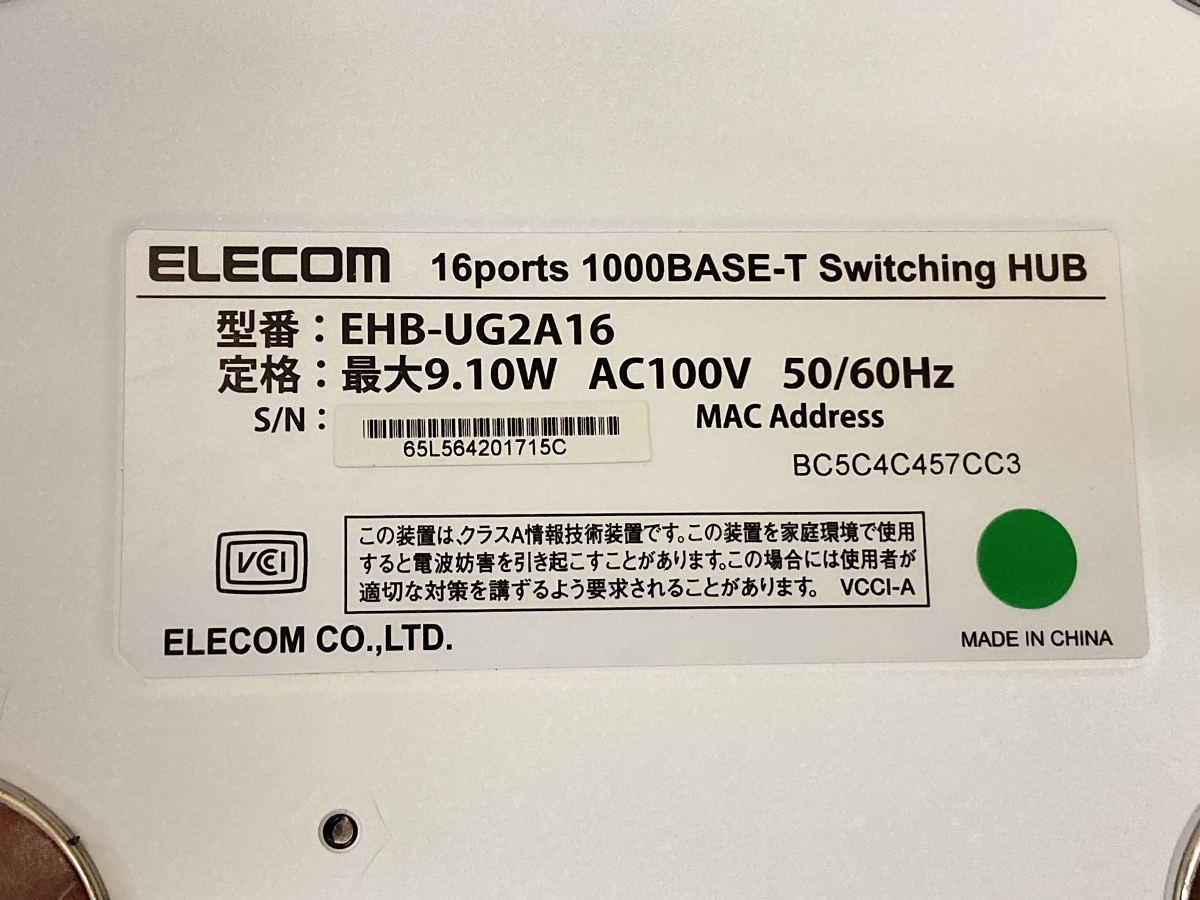 ELECOM 16ports 1000BASE-T Switching HUB
型番：EHB-UG2A16
定格：最大9.10W AC100V 50/60Hz
S/N： MAC Address
65L564201715C
BC5C4C457CC3
VCCI
この装置は、クラスA情報技術装置です。この装置を家庭環境で使用
すると電波妨害を引き起こすことがあります。この場合には使用者が
適切な対策を講ずるよう要求されることがあります。 VCCI-A
ELECOM CO.,LTD.
MADE IN CHINA